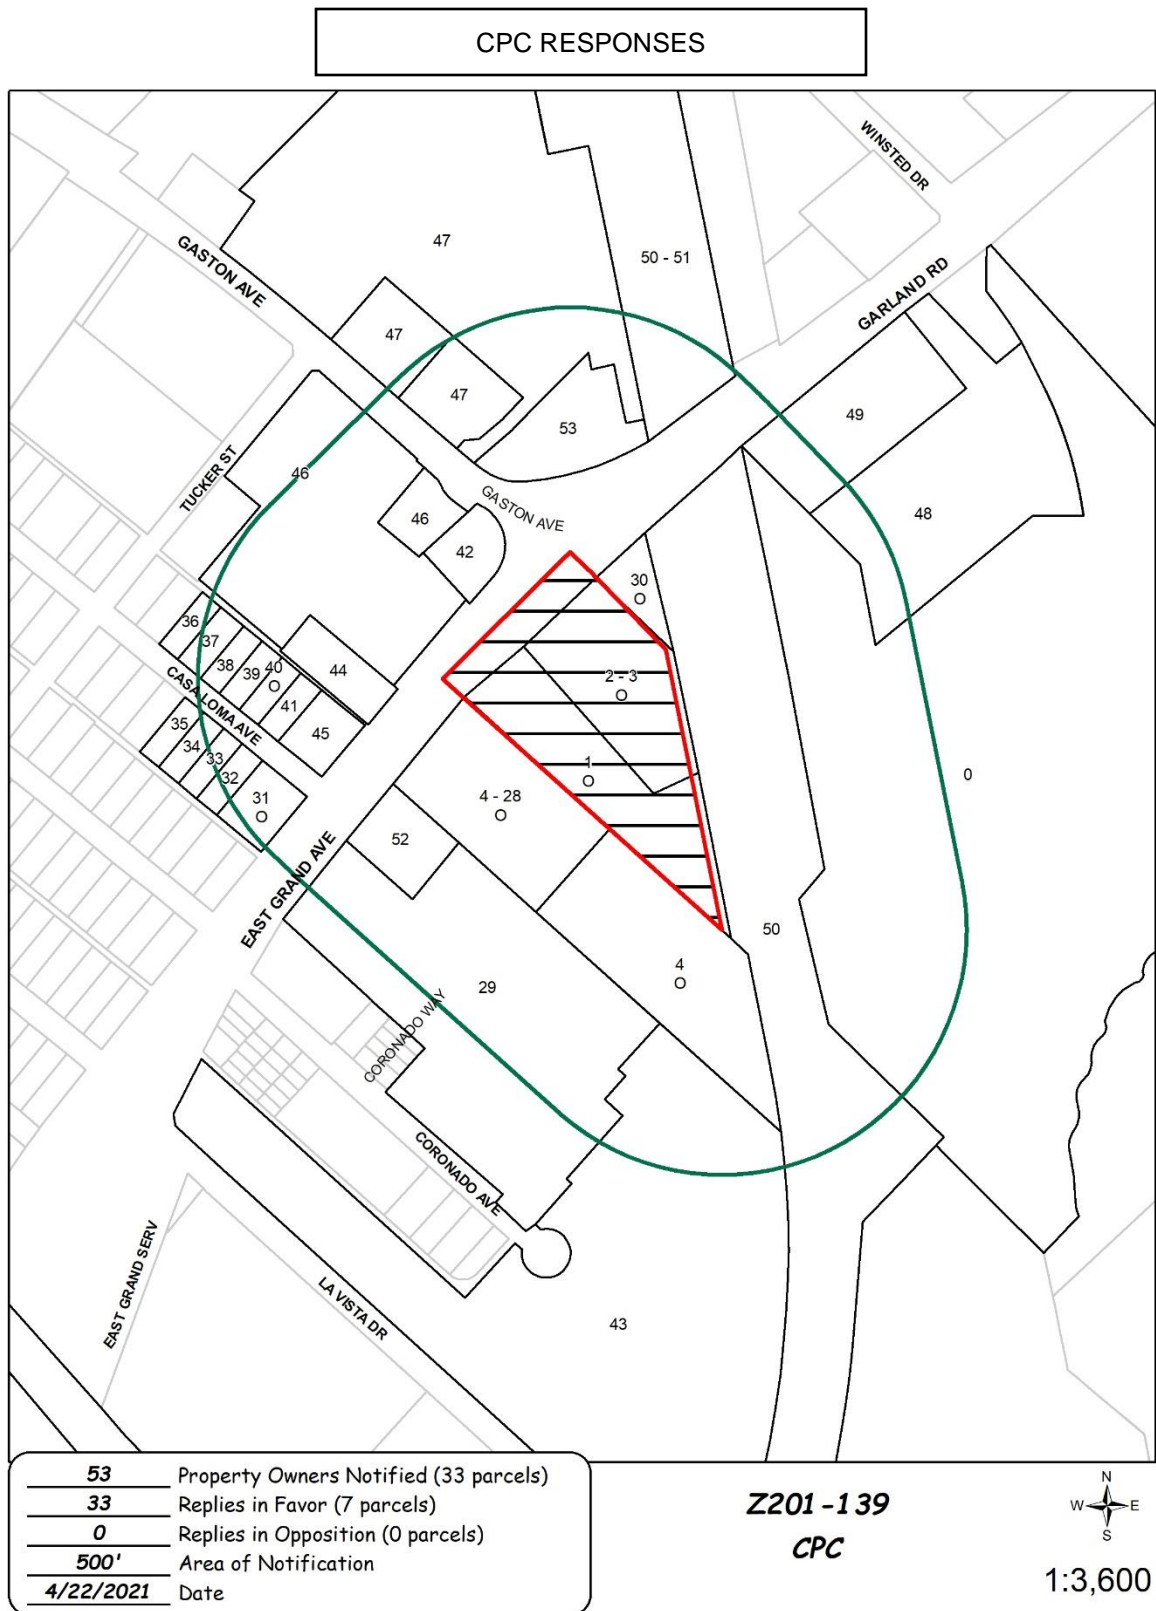 CPC RESPONSES
WINSTED DR
GASTON AVE
47
50 - 51
GARLAND RD
47
47
49
53
TUCKER ST
46
GASTON AVE
46
48
42
30
O
36
37
38
39
40
O
41
44
45
2 - 3
O
CASA LOMA AVE
35
34
33
32
31
O
1
O
0
4 - 28
O
52
EAST GRAND AVE
50
4
O
29
CORONADO WAY
CORONADO AVE
EAST GRAND SERV
LA VISTA DR
43
53 Property Owners Notified (33 parcels)
33 Replies in Favor (7 parcels)
0 Replies in Opposition (0 parcels)
500' Area of Notification
4/22/2021 Date
Z201-139
CPC
N
W E
S
1:3,600